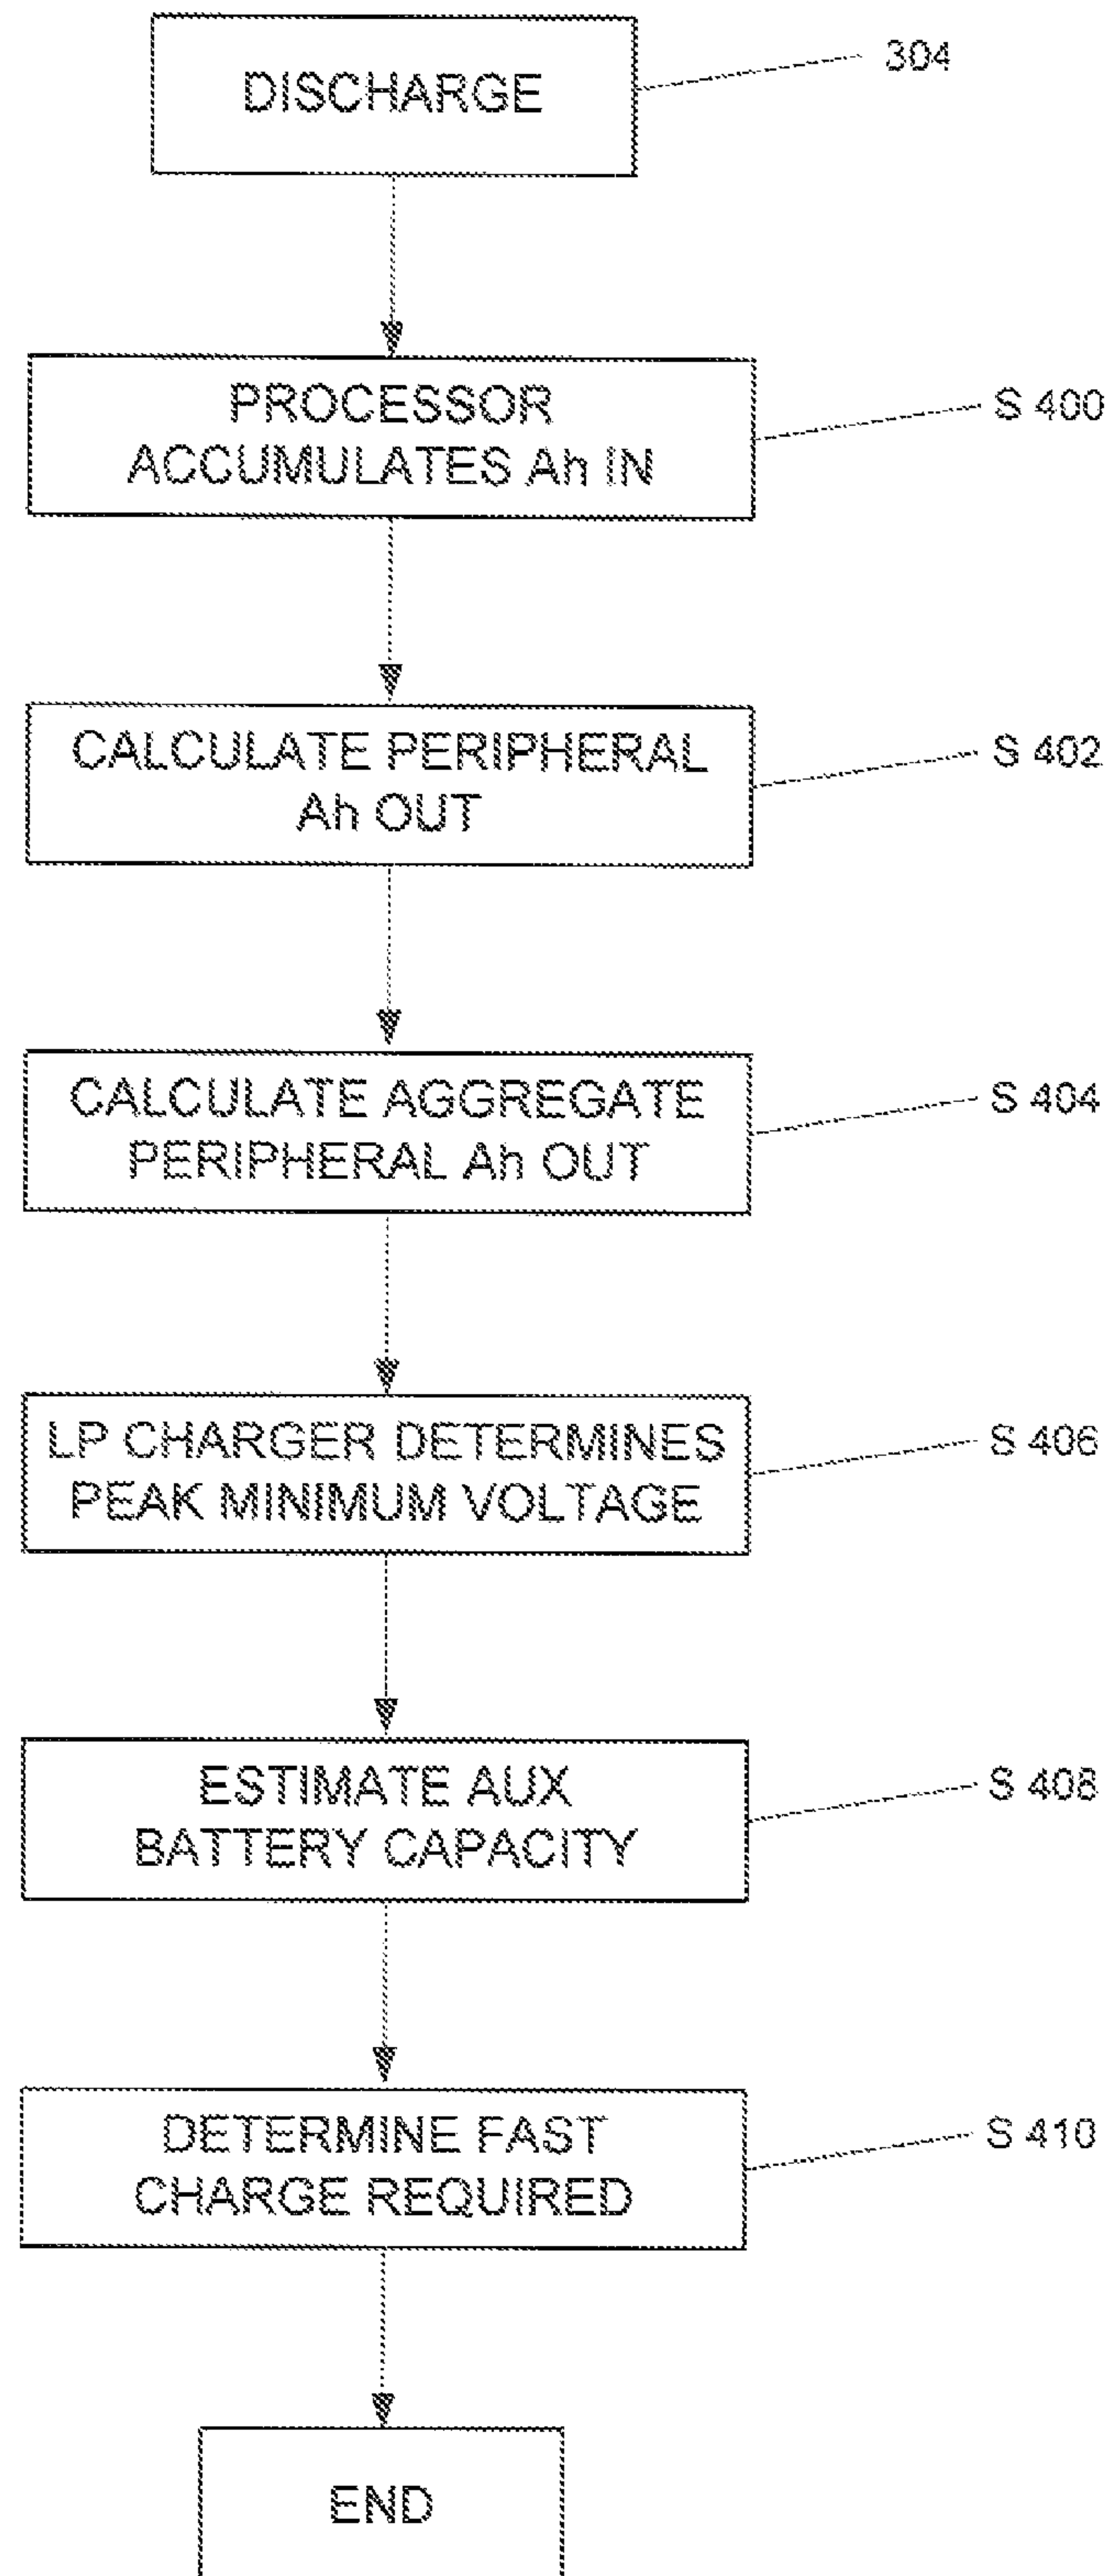 DISCHARGE
304
PROCESSOR
ACCUMULATES Ah IN
S 400
CALCULATE PERIPHERAL
Ah OUT
S 402
CALCULATE AGGREGATE
PERIPHERAL Ah OUT
S 404
LP CHARGER DETERMINES
PEAK MINIMUM VOLTAGE
S 406
ESTIMATE AUX
BATTERY CAPACITY
S 408
DETERMINE FAST
CHARGE REQUIRED
S 410
END